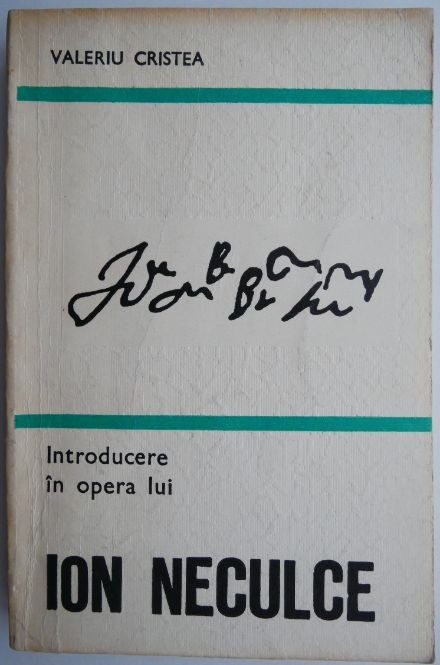 VALERIU CRISTEA
Introducere
în opera lui
ION NECULCE